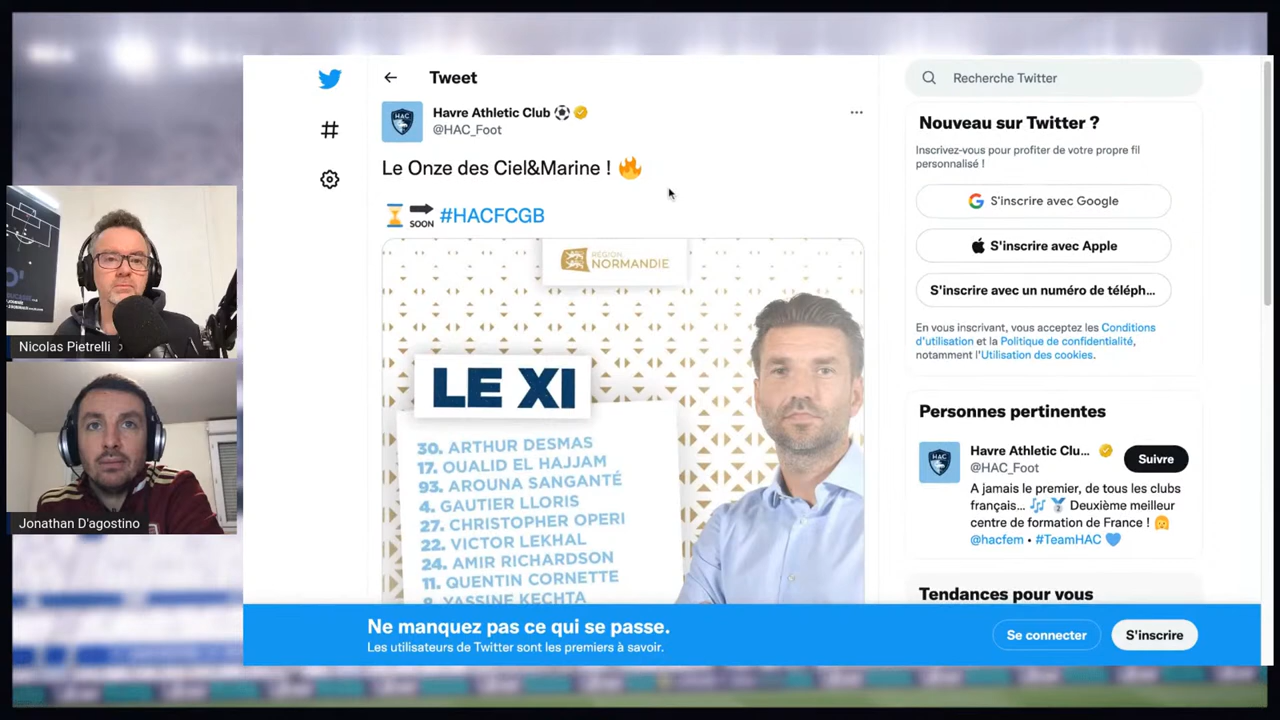 Tweet
Recherche Twitter
Havre Athletic Club
@HAC_Foot
Le Onze des Ciel&Marine !
SOON
#HACFCGB
RÉGION
NORMANDIE
LE XI
30. ARTHUR DESMAS
17. OUALID EL HAJJAM
93. AROUNA SANGANTÉ
4. GAUTIER LLORIS
27. CHRISTOPHER OPERI
22. VICTOR LEKHAL
24. AMIR RICHARDSON
11. QUENTIN CORNETTE
8. YASSINE KECHTA
Nouveau sur Twitter ?
Inscrivez-vous pour profiter de votre propre fil
personnalisé !
S'inscrire avec Google
S'inscrire avec Apple
S'inscrire avec un numéro de téléph...
En vous inscrivant, vous acceptez les Conditions
d'utilisation et la Politique de confidentialité,
notamment l'Utilisation des cookies.
Personnes pertinentes
Havre Athletic Clu...
@HAC_Foot
Suivre
A jamais le premier, de tous les clubs
français... Deuxième meilleur
centre de formation de France !
@hacfem • #TeamHAC
Tendances pour vous
Ne manquez pas ce qui se passe.
Les utilisateurs de Twitter sont les premiers à savoir.
Se connecter
S'inscrire
Nicolas Pietrelli
Jonathan D'agostino
HAC
HAC